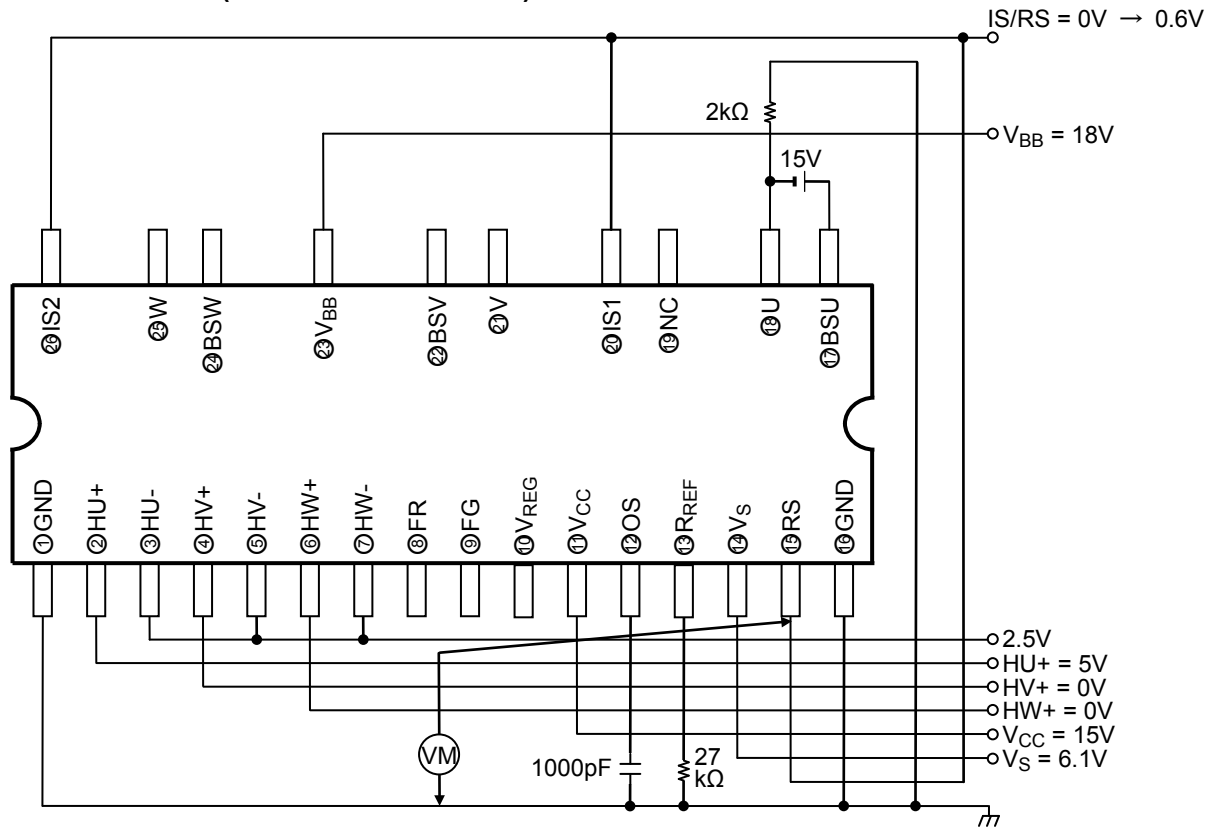 IS/RS = 0V → 0.6V
2kΩ
V_BB = 18V
15V
㉖IS2
㉕W
㉔BSW
㉓V_BB
㉒BSV
㉑V
⑳IS1
⑲NC
⑱U
⑰BSU
①GND
②HU+
③HU-
④HV+
⑤HV-
⑥HW+
⑦HW-
⑧FR
⑨FG
⑩V_REG
⑪V_CC
⑫OS
⑬R_REF
⑭V_S
⑮RS
⑯GND
2.5V
HU+ = 5V
HV+ = 0V
HW+ = 0V
V_CC = 15V
V_S = 6.1V
VM
1000pF
27
kΩ